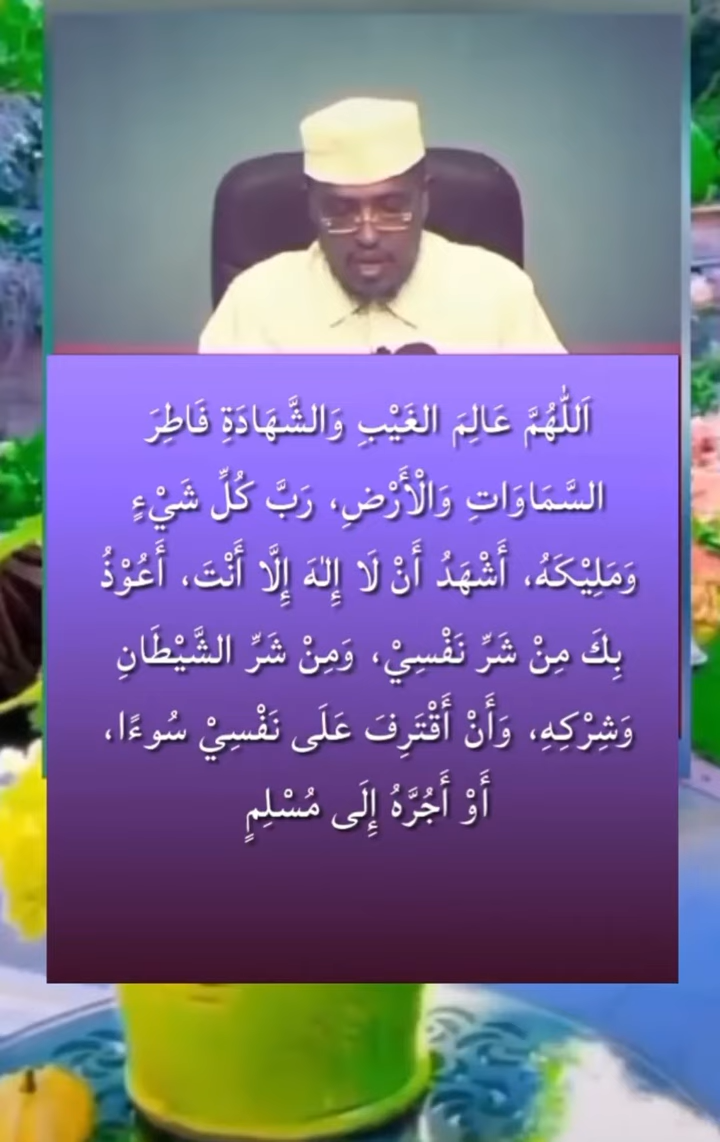 اَللّٰهُمَّ عَالِمَ الغَيْبِ وَالشَّهَادَةِ فَاطِرَ
السَّمَاوَاتِ وَالْأَرْضِ، رَبَّ كُلِّ شَيْءٍ
وَمَلِيْكَهُ، أَشْهَدُ أَنْ لَا إِلٰهَ إِلَّا أَنْتَ، أَعُوْذُ
بِكَ مِنْ شَرِّ نَفْسِيْ، وَمِنْ شَرِّ الشَّيْطَانِ
وَشِرْكِهِ، وَأَنْ أَقْتَرِفَ عَلَى نَفْسِيْ سُوءًا،
أَوْ أَجُرَّهُ إِلَى مُسْلِمٍ